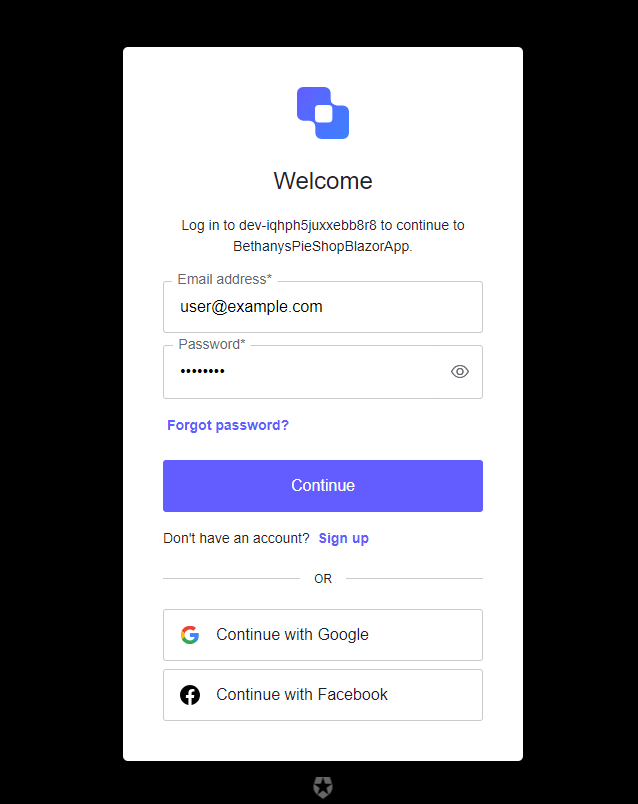 Welcome
Log in to dev-iqhph5juxxebb8r8 to continue to
BethanysPieShopBlazorApp.
Email address*
user@example.com
Password*
••••••••
Forgot password?
Continue
Don't have an account? Sign up
OR
Continue with Google
Continue with Facebook